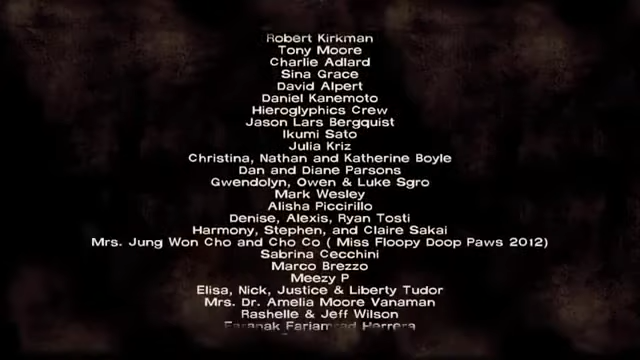 Robert Kirkman
Tony Moore
Charlie Adlard
Sina Grace
David Alpert
Daniel Kanemoto
Hieroglyphics Crew
Jason Lars Bergquist
Ikumi Sato
Julia Kriz
Christina, Nathan and Katherine Boyle
Dan and Diane Parsons
Gwendolyn, Owen & Luke Sgro
Mark Wesley
Alisha Piccirillo
Denise, Alexis, Ryan Tosti
Harmony, Stephen, and Claire Sakai
Mrs. Jung Won Cho and Cho Co ( Miss Floopy Doop Paws 2012)
Sabrina Cecchini
Marco Brezzo
Meezy P
Elisa, Nick, Justice & Liberty Tudor
Mrs. Dr. Amelia Moore Vanaman
Rashelle & Jeff Wilson
Faranak Fariamrad Herrera